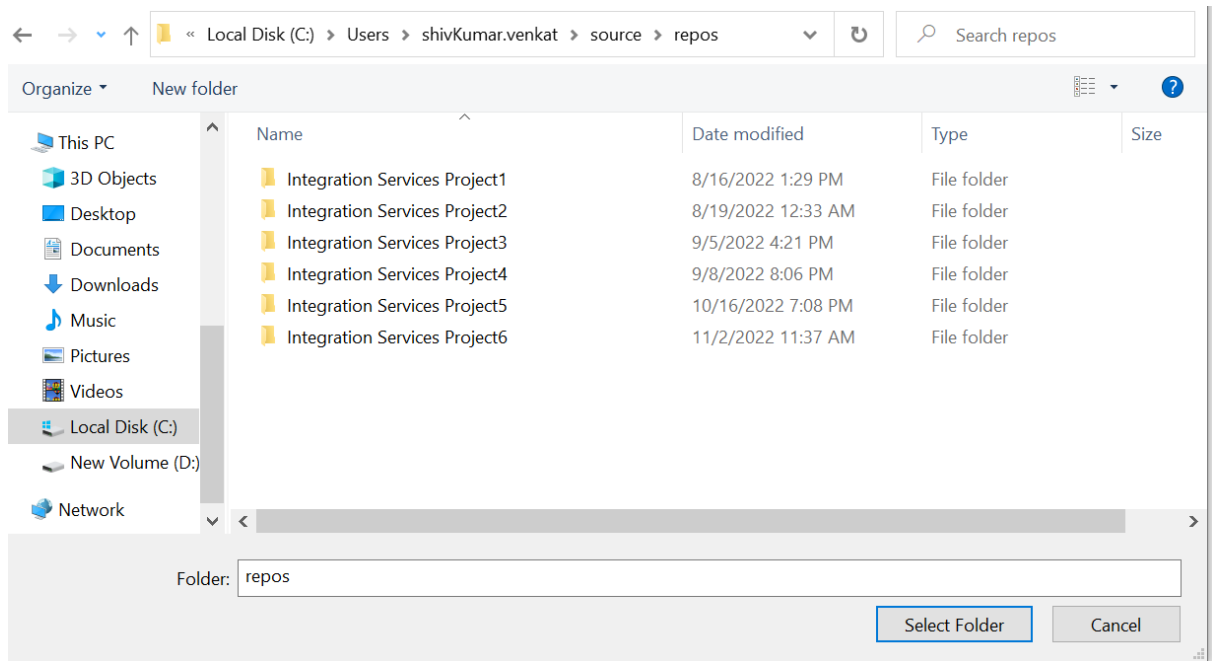 « Local Disk (C:) > Users > shivKumar.venkat > source > repos
Search repos
Organize
New folder
?
This PC
3D Objects
Desktop
Documents
Downloads
Music
Pictures
Videos
Local Disk (C:)
New Volume (D:)
Network
Name Date modified Type Size
Integration Services Project1 8/16/2022 1:29 PM File folder
Integration Services Project2 8/19/2022 12:33 AM File folder
Integration Services Project3 9/5/2022 4:21 PM File folder
Integration Services Project4 9/8/2022 8:06 PM File folder
Integration Services Project5 10/16/2022 7:08 PM File folder
Integration Services Project6 11/2/2022 11:37 AM File folder
Folder: repos
Select Folder
Cancel